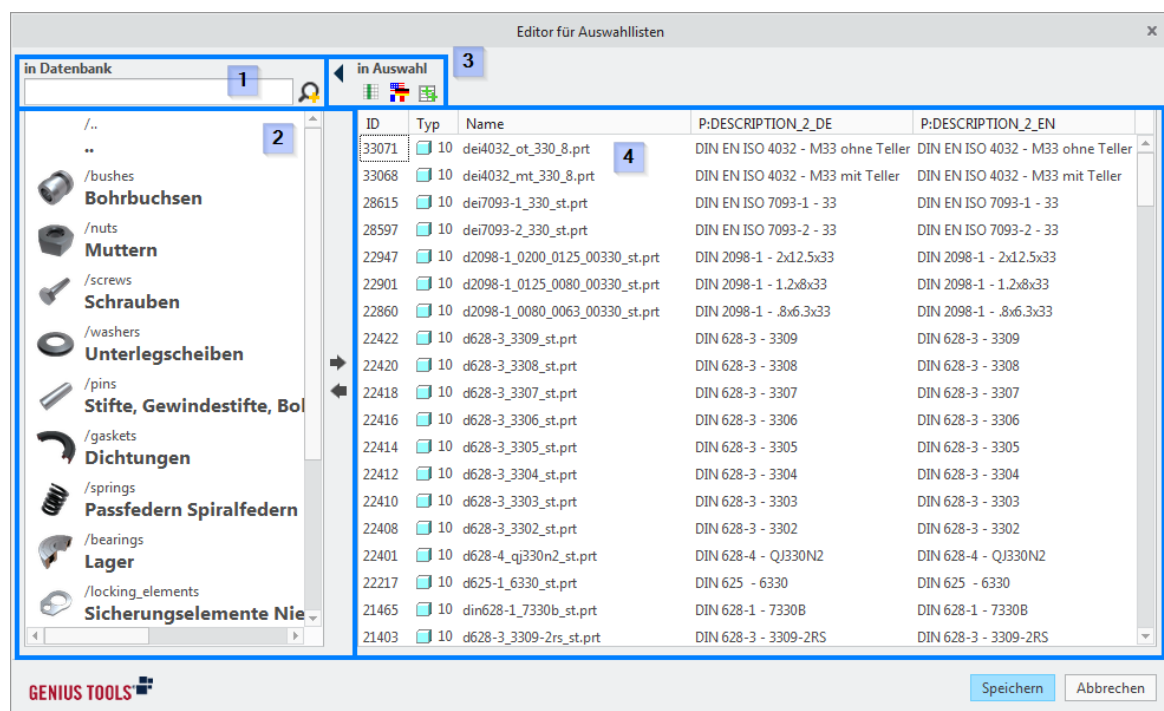 Editor für Auswahllisten x
in Datenbank
1
in Auswahl
3
/..
..
2
/bushes
Bohrbuchsen
/nuts
Muttern
/screws
Schrauben
/washers
Unterlegscheiben
/pins
Stifte, Gewindestifte, Bol
/gaskets
Dichtungen
/springs
Passfedern Spiralfedern
/bearings
Lager
/locking_elements
Sicherungselemente Nie
ID Typ Name P:DESCRIPTION_2_DE P:DESCRIPTION_2_EN
33071 10 dei4032_ot_330_8.prt DIN EN ISO 4032 - M33 ohne Teller DIN EN ISO 4032 - M33 ohne Teller
4
33068 10 dei4032_mt_330_8.prt DIN EN ISO 4032 - M33 mit Teller DIN EN ISO 4032 - M33 mit Teller
28615 10 dei7093-1_330_st.prt DIN EN ISO 7093-1 - 33 DIN EN ISO 7093-1 - 33
28597 10 dei7093-2_330_st.prt DIN EN ISO 7093-2 - 33 DIN EN ISO 7093-2 - 33
22947 10 d2098-1_0200_0125_00330_st.prt DIN 2098-1 - 2x12.5x33 DIN 2098-1 - 2x12.5x33
22901 10 d2098-1_0125_0080_00330_st.prt DIN 2098-1 - 1.2x8x33 DIN 2098-1 - 1.2x8x33
22860 10 d2098-1_0080_0063_00330_st.prt DIN 2098-1 - .8x6.3x33 DIN 2098-1 - .8x6.3x33
22422 10 d628-3_3309_st.prt DIN 628-3 - 3309 DIN 628-3 - 3309
22420 10 d628-3_3308_st.prt DIN 628-3 - 3308 DIN 628-3 - 3308
22418 10 d628-3_3307_st.prt DIN 628-3 - 3307 DIN 628-3 - 3307
22416 10 d628-3_3306_st.prt DIN 628-3 - 3306 DIN 628-3 - 3306
22414 10 d628-3_3305_st.prt DIN 628-3 - 3305 DIN 628-3 - 3305
22412 10 d628-3_3304_st.prt DIN 628-3 - 3304 DIN 628-3 - 3304
22410 10 d628-3_3303_st.prt DIN 628-3 - 3303 DIN 628-3 - 3303
22408 10 d628-3_3302_st.prt DIN 628-3 - 3302 DIN 628-3 - 3302
22401 10 d628-4_qj330n2_st.prt DIN 628-4 - QJ330N2 DIN 628-4 - QJ330N2
22217 10 d625-1_6330_st.prt DIN 625 - 6330 DIN 625 - 6330
21465 10 din628-1_7330b_st.prt DIN 628-1 - 7330B DIN 628-1 - 7330B
21403 10 d628-3_3309-2rs_st.prt DIN 628-3 - 3309-2RS DIN 628-3 - 3309-2RS
GENIUS TOOLS
Speichern Abbrechen